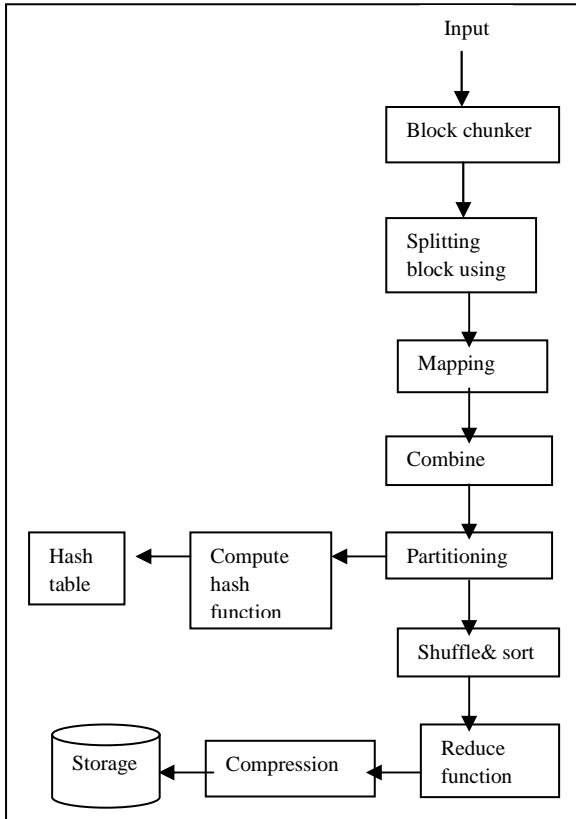 Input
Block chunker
Splitting
block using
Mapping
Combine
Partitioning
Compute
hash
function
Hash
table
Shuffle& sort
Reduce
function
Compression
Storage